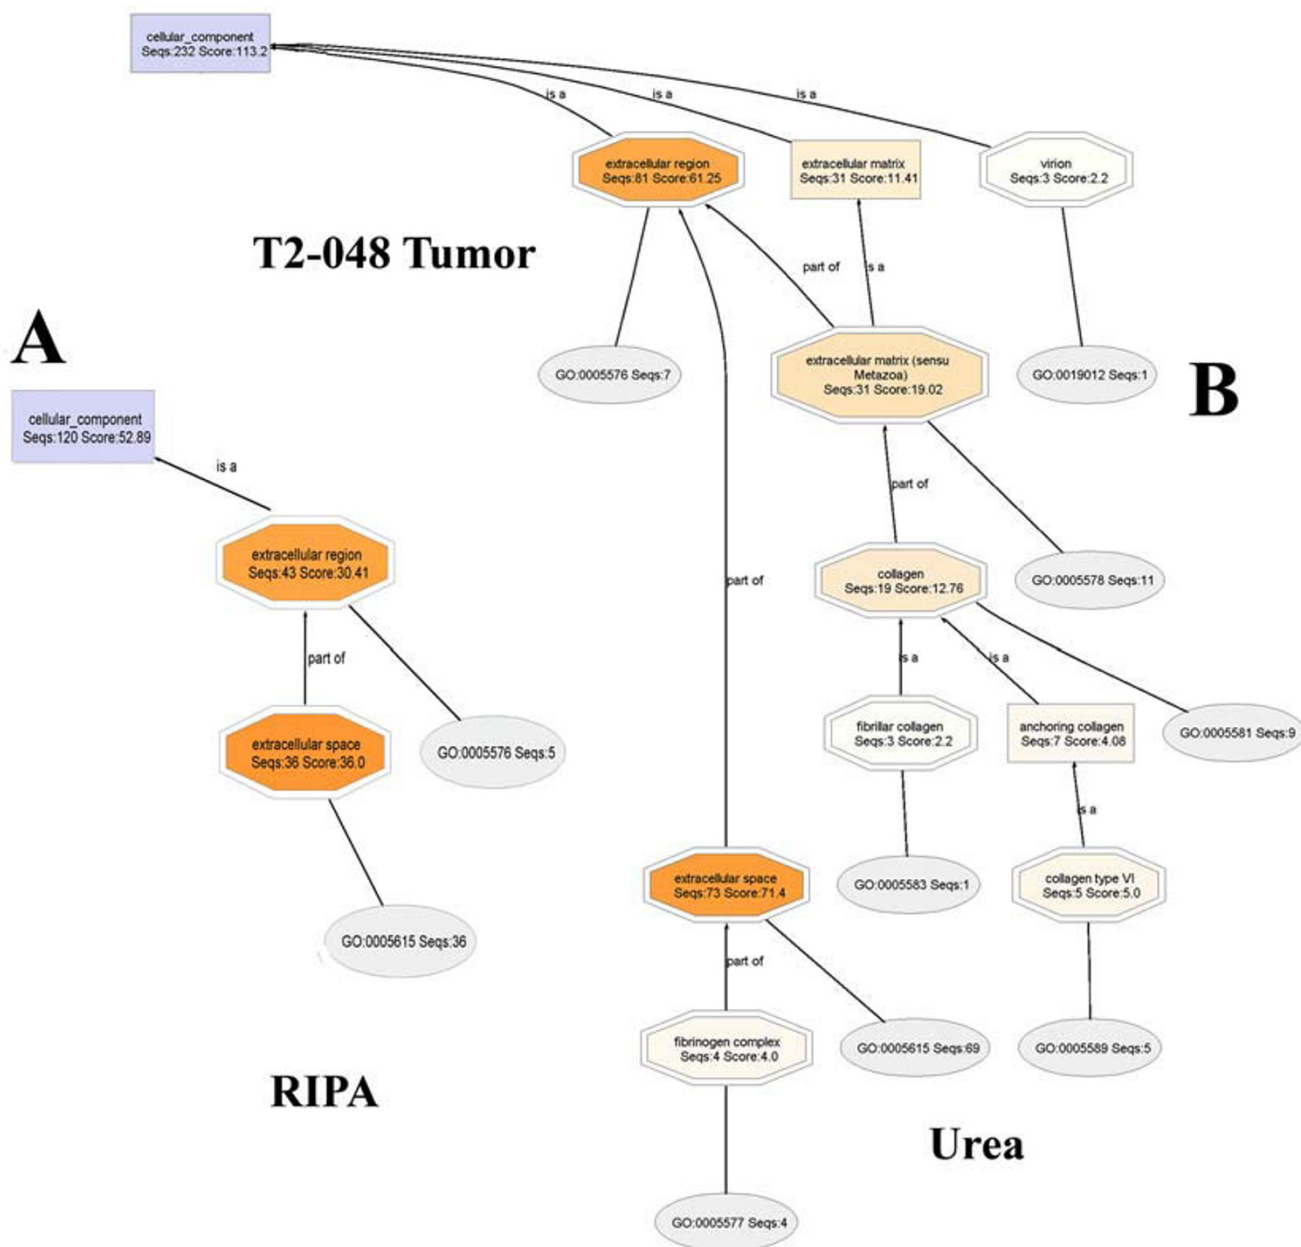 cellular_component
Seqs:232 Score:113.2
is a
is a
is a
extracellular region
Seqs:81 Score:61.25
extracellular matrix
Seqs:31 Score:11.41
virion
Seqs:3 Score:2.2
T2-048 Tumor
part of
is a
A
GO:0005576 Seqs:7
extracellular matrix (sensu
Metazoa)
Seqs:31 Score:19.02
GO:0019012 Seqs:1
B
cellular_component
Seqs:120 Score:52.89
is a
part of
extracellular region
Seqs:43 Score:30.41
part of
collagen
Seqs:19 Score:12.76
GO:0005578 Seqs:11
part of
is a
is a
extracellular space
Seqs:36 Score:36.0
GO:0005576 Seqs:5
fibrillar collagen
Seqs:3 Score:2.2
anchoring collagen
Seqs:7 Score:4.08
GO:0005581 Seqs:9
is a
extracellular space
Seqs:73 Score:71.4
GO:0005583 Seqs:1
collagen type VI
Seqs:5 Score:5.0
GO:0005615 Seqs:36
part of
fibrinogen complex
Seqs:4 Score:4.0
GO:0005615 Seqs:69
GO:0005589 Seqs:5
RIPA
Urea
GO:0005577 Seqs:4